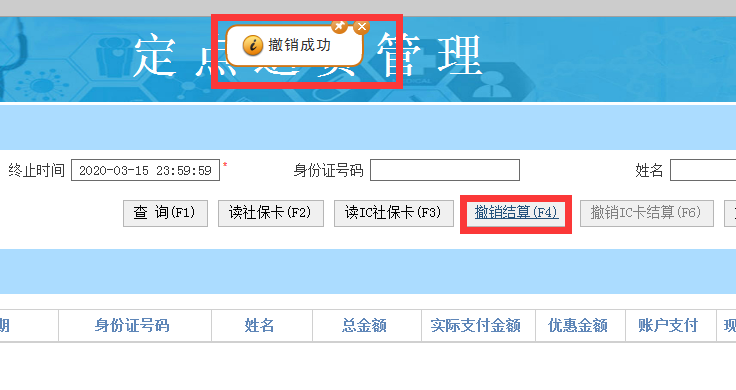 撤销成功
定点
管理
终止时间 2020-03-15 23:59:59 * 身份证号码 姓名
查 询(F1) 读社保卡(F2) 读IC社保卡(F3) 撤销结算(F4) 撤销IC卡结算(F6)
期 身份证号码 姓名 总金额 实际支付金额 优惠金额 账户支付 现